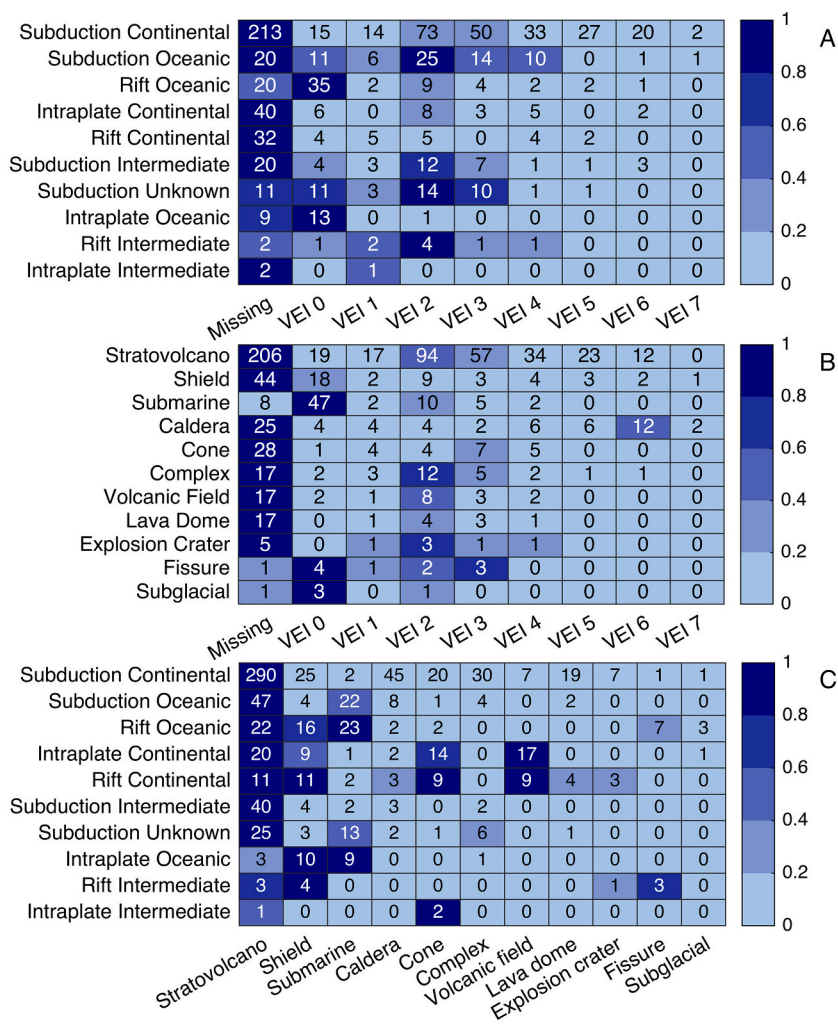 A
Subduction Continental 213 15 14 73 50 33 27 20 2
Subduction Oceanic 20 11 6 25 14 10 0 1 1
Rift Oceanic 20 35 2 9 4 2 2 1 0
Intraplate Continental 40 6 0 8 3 5 0 2 0
Rift Continental 32 4 5 5 0 4 2 0 0
Subduction Intermediate 20 4 3 12 7 1 1 3 0
Subduction Unknown 11 11 3 14 10 1 1 0 0
Intraplate Oceanic 9 13 0 1 0 0 0 0 0
Rift Intermediate 2 1 2 4 1 1 0 0 0
Intraplate Intermediate 2 0 1 0 0 0 0 0 0
Missing VEI 0 VEI 1 VEI 2 VEI 3 VEI 4 VEI 5 VEI 6 VEI 7
1
0.8
0.6
0.4
0.2
0
B
Stratovolcano 206 19 17 94 57 34 23 12 0
Shield 44 18 2 9 3 4 3 2 1
Submarine 8 47 2 10 5 2 0 0 0
Caldera 25 4 4 4 2 6 6 12 2
Cone 28 1 4 4 7 5 0 0 0
Complex 17 2 3 12 5 2 1 1 0
Volcanic Field 17 2 1 8 3 2 0 0 0
Lava Dome 17 0 1 4 3 1 0 0 0
Explosion Crater 5 0 1 3 1 1 0 0 0
Fissure 1 4 1 2 3 0 0 0 0
Subglacial 1 3 0 1 0 0 0 0 0
Missing VEI 0 VEI 1 VEI 2 VEI 3 VEI 4 VEI 5 VEI 6 VEI 7
1
0.8
0.6
0.4
0.2
0
C
Subduction Continental 290 25 2 45 20 30 7 19 7 1 1
Subduction Oceanic 47 4 22 8 1 4 0 2 0 0 0
Rift Oceanic 22 16 23 2 2 0 0 0 0 7 3
Intraplate Continental 20 9 1 2 14 0 17 0 0 0 1
Rift Continental 11 11 2 3 9 0 9 4 3 0 0
Subduction Intermediate 40 4 2 3 0 2 0 0 0 0 0
Subduction Unknown 25 3 13 2 1 6 0 1 0 0 0
Intraplate Oceanic 3 10 9 0 0 1 0 0 0 0 0
Rift Intermediate 3 4 0 0 0 0 0 0 1 3 0
Intraplate Intermediate 1 0 0 0 2 0 0 0 0 0 0
Stratovolcano Shield Submarine Caldera Cone Complex Volcanic field Lava dome Explosion crater Fissure Subglacial
1
0.8
0.6
0.4
0.2
0